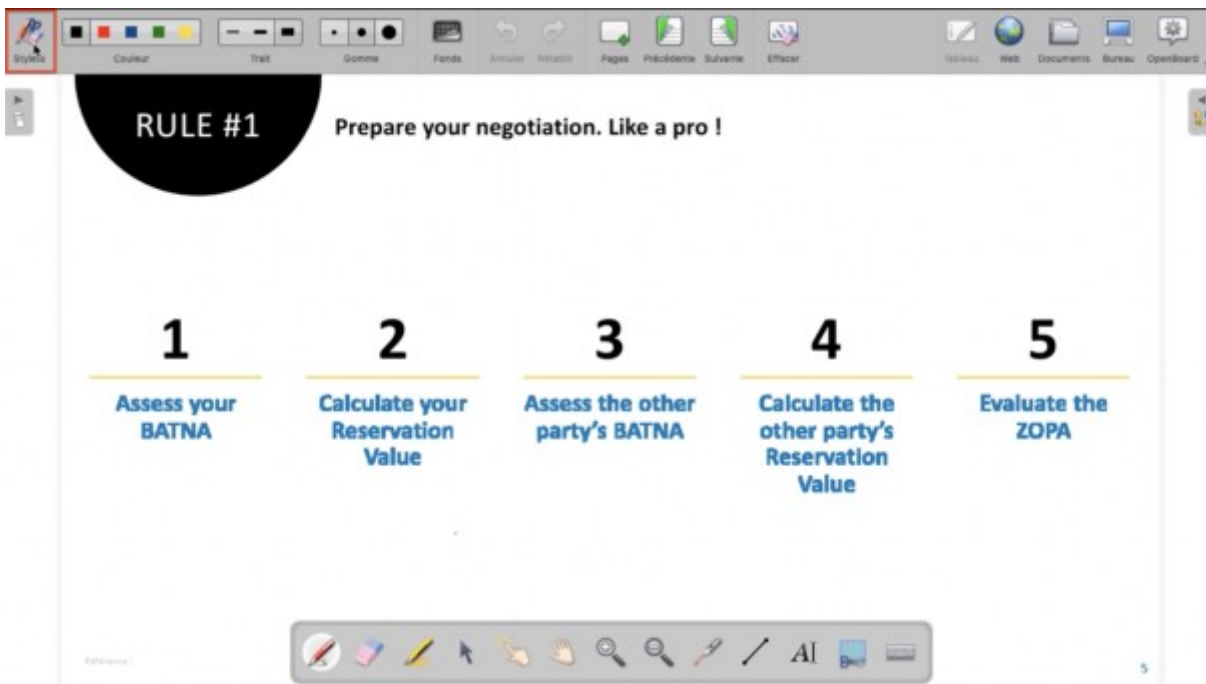 Stylets
Couleur
Trait
Gomme
Fonds
Annuler
Rétablir
Pages
Précédente
Suivante
Effacer
Tableau
Web
Documents
Bureau
OpenBoard
RULE #1
Prepare your negotiation. Like a pro !
1
Assess your
BATNA
2
Calculate your
Reservation
Value
3
Assess the other
party's BATNA
4
Calculate the
other party's
Reservation
Value
5
Evaluate the
ZOPA
AI
5